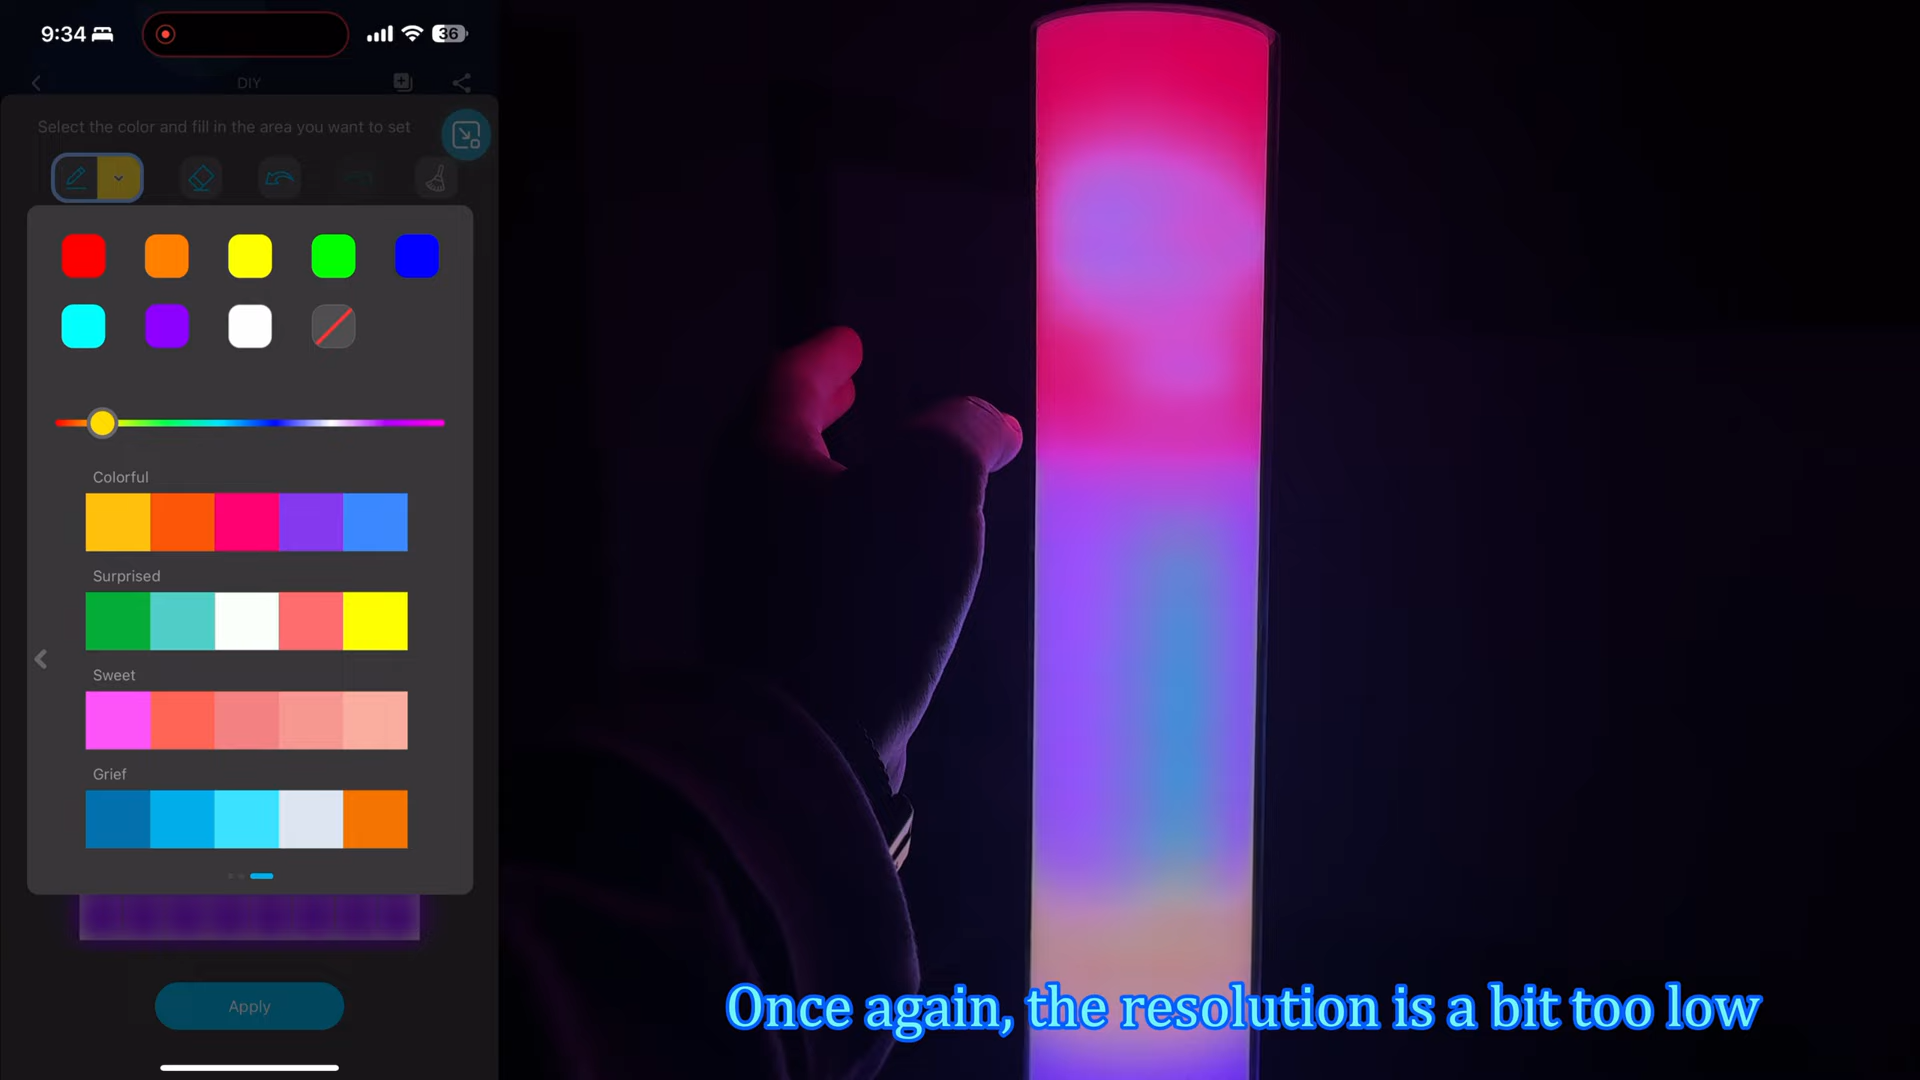 9:34
36
DIY
Select the color and fill in the area you want to set
Colorful
Surprised
Sweet
Grief
Apply
Once again, the resolution is a bit too low